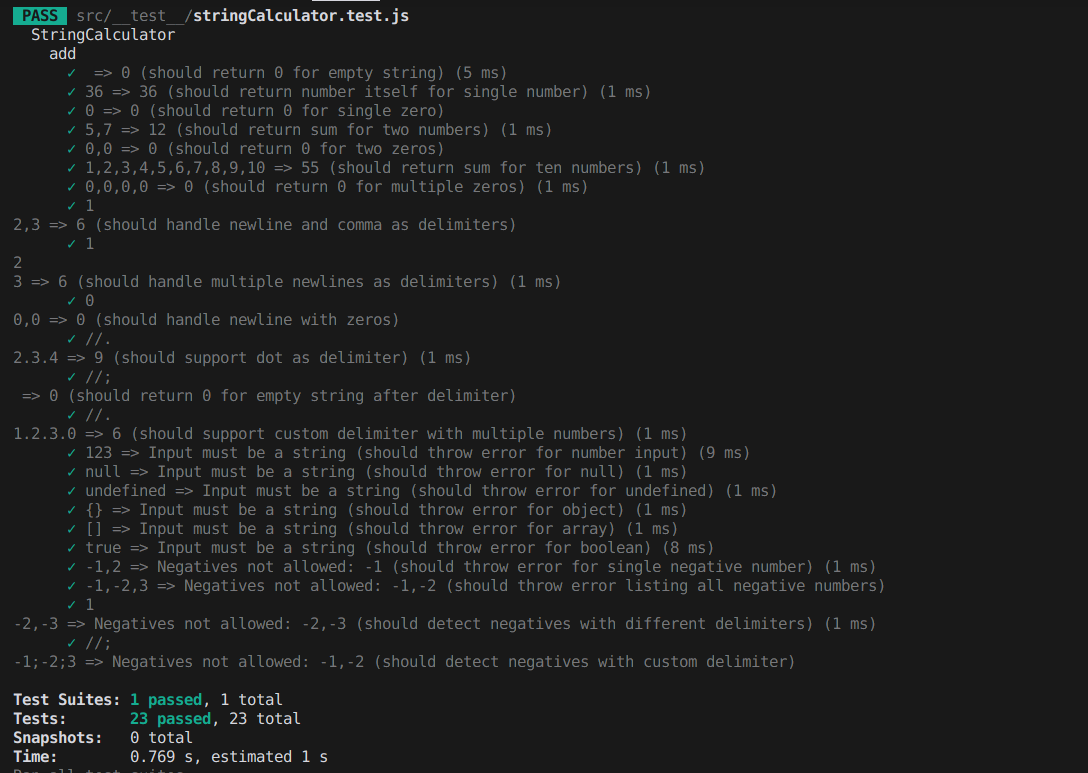 PASS src/__test__/stringCalculator.test.js
StringCalculator
add
✓  => 0 (should return 0 for empty string) (5 ms)
✓ 36 => 36 (should return number itself for single number) (1 ms)
✓ 0 => 0 (should return 0 for single zero)
✓ 5,7 => 12 (should return sum for two numbers) (1 ms)
✓ 0,0 => 0 (should return 0 for two zeros)
✓ 1,2,3,4,5,6,7,8,9,10 => 55 (should return sum for ten numbers) (1 ms)
✓ 0,0,0,0 => 0 (should return 0 for multiple zeros) (1 ms)
✓ 1
2,3 => 6 (should handle newline and comma as delimiters)
✓ 1
2
3 => 6 (should handle multiple newlines as delimiters) (1 ms)
✓ 0
0,0 => 0 (should handle newline with zeros)
✓ //.
2.3.4 => 9 (should support dot as delimiter) (1 ms)
✓ //;
=> 0 (should return 0 for empty string after delimiter)
✓ //.
1.2.3.0 => 6 (should support custom delimiter with multiple numbers) (1 ms)
✓ 123 => Input must be a string (should throw error for number input) (9 ms)
✓ null => Input must be a string (should throw error for null) (1 ms)
✓ undefined => Input must be a string (should throw error for undefined) (1 ms)
✓ {} => Input must be a string (should throw error for object) (1 ms)
✓ [] => Input must be a string (should throw error for array) (1 ms)
✓ true => Input must be a string (should throw error for boolean) (8 ms)
✓ -1,2 => Negatives not allowed: -1 (should throw error for single negative number) (1 ms)
✓ -1,-2,3 => Negatives not allowed: -1,-2 (should throw error listing all negative numbers)
✓ 1
-2,-3 => Negatives not allowed: -2,-3 (should detect negatives with different delimiters) (1 ms)
✓ //;
-1;-2;3 => Negatives not allowed: -1,-2 (should detect negatives with custom delimiter)
Test Suites: 1 passed, 1 total
Tests: 23 passed, 23 total
Snapshots: 0 total
Time: 0.769 s, estimated 1 s
Ran all test suites